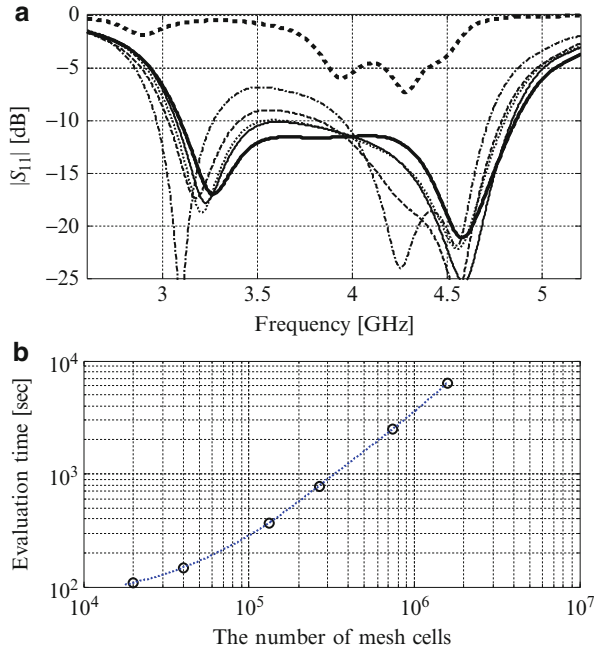 a
0
−5
−10
−15
−20
−25
|S11| [dB]
3 3.5 4 4.5 5
Frequency [GHz]
b
10^4
10^3
10^2
Evaluation time [sec]
10^4 10^5 10^6 10^7
The number of mesh cells